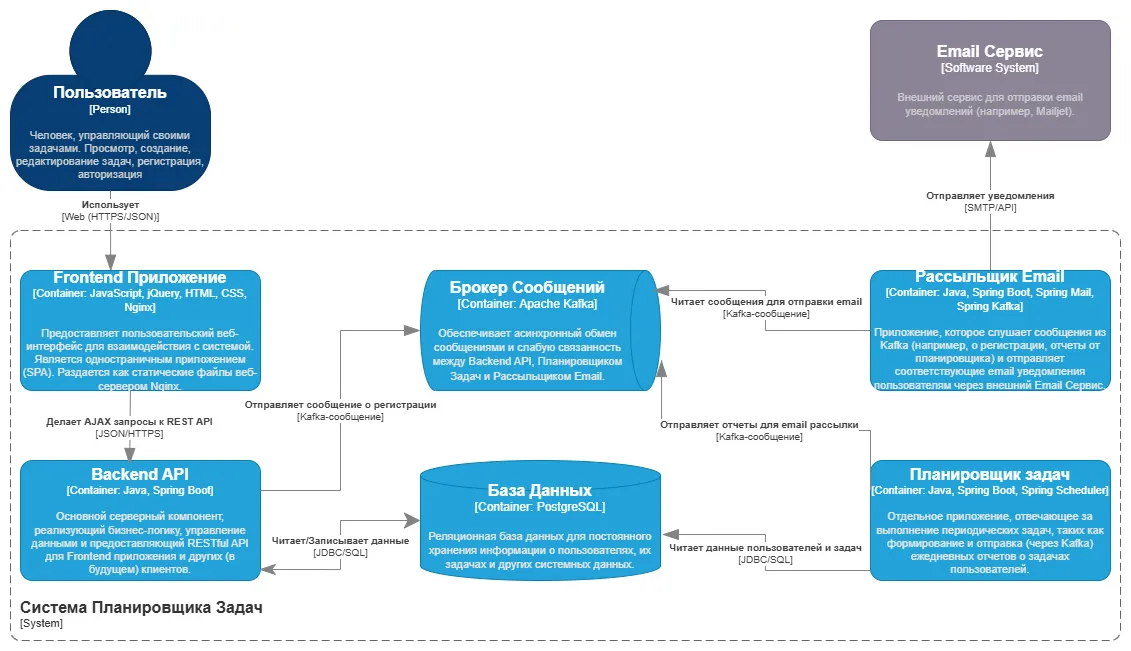 Пользователь
[Person]
Человек, управляющий своими
задачами. Просмотр, создание,
редактирование задач, регистрация,
авторизация
Email Сервис
[Software System]
Внешний сервис для отправки email
уведомлений (например, Mailjet).
Использует
[Web (HTTPS/JSON)]
Отправляет уведомления
[SMTP/API]
Frontend Приложение
[Container: JavaScript, jQuery, HTML, CSS,
Nginx]
Предоставляет пользовательский веб-
интерфейс для взаимодействия с системой.
Является одностраничным приложением
(SPA). Раздается как статические файлы веб-
сервером Nginx.
Брокер Сообщений
[Container: Apache Kafka]
Обеспечивает асинхронный обмен
сообщениями и слабую связанность
между Backend API, Планировщиком
Задач и Рассыльщиком Email.
Читает сообщения для отправки email
[Kafka-сообщение]
Рассыльщик Email
[Container: Java, Spring Boot, Spring Mail,
Spring Kafka]
Приложение, которое слушает сообщения из
Kafka (например, о регистрации, отчеты от
планировщика) и отправляет
соответствующие email уведомления
пользователям через внешний Email Сервис.
Отправляет сообщение о регистрации
[Kafka-сообщение]
Делает AJAX запросы к REST API
[JSON/HTTPS]
Отправляет отчеты для email рассылки
[Kafka-сообщение]
Backend API
[Container: Java, Spring Boot]
Основной серверный компонент,
реализующий бизнес-логику, управление
данными и предоставляющий RESTful API
для Frontend приложения и других (в
будущем) клиентов.
Читает/Записывает данные
[JDBC/SQL]
База Данных
[Container: PostgreSQL]
Реляционная база данных для постоянного
хранения информации о пользователях, их
задачах и других системных данных.
Читает данные пользователей и задач
[JDBC/SQL]
Планировщик задач
[Container: Java, Spring Boot, Spring Scheduler]
Отдельное приложение, отвечающее за
выполнение периодических задач, таких как
формирование и отправка (через Kafka)
ежедневных отчетов о задачах
пользователей.
Система Планировщика Задач
[System]